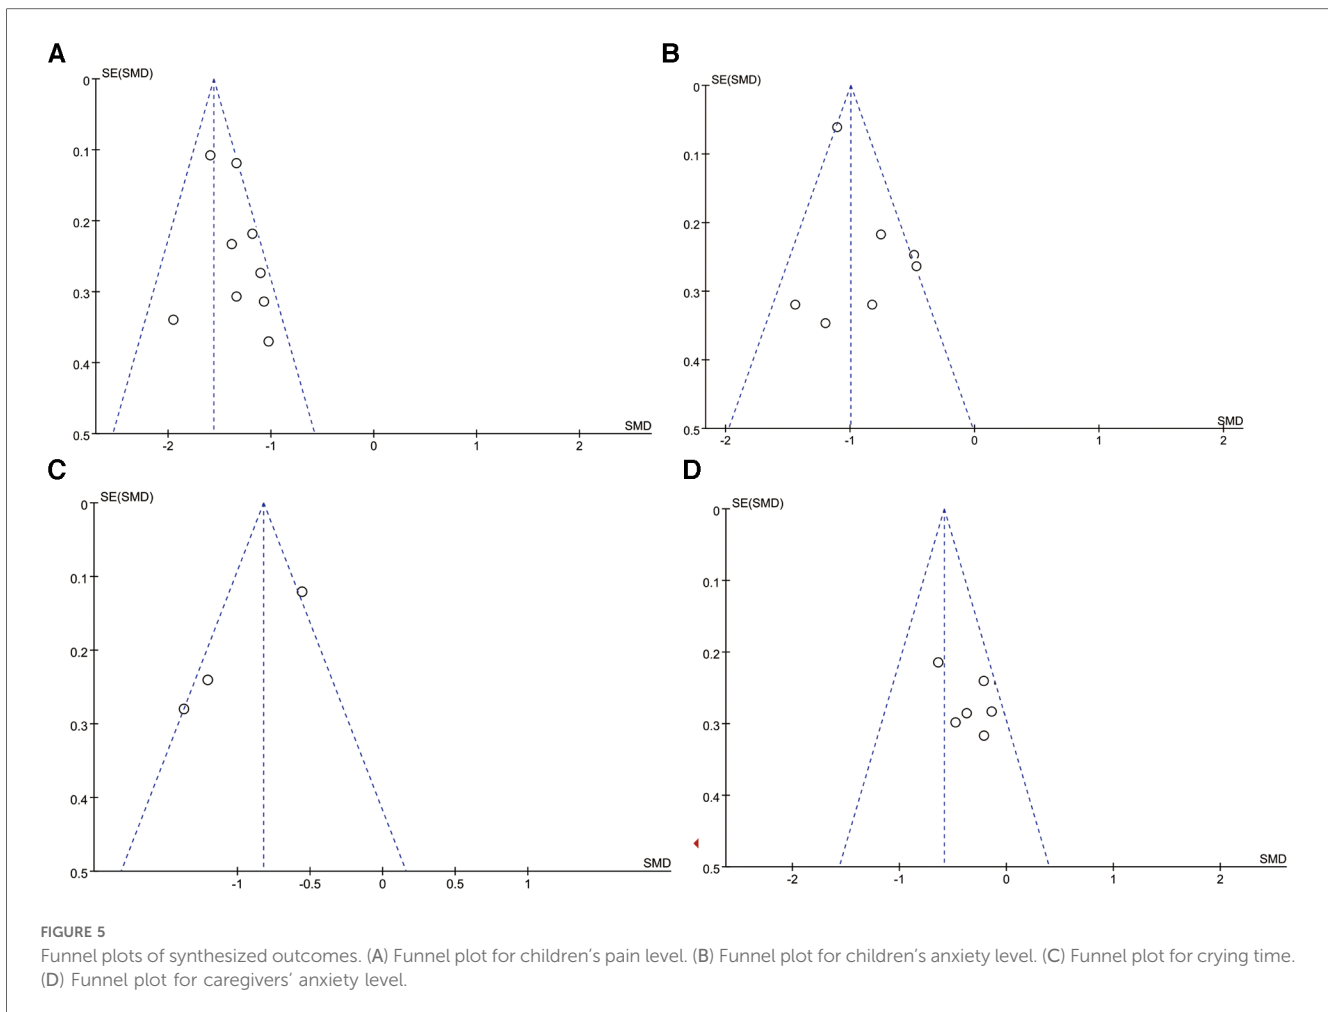 A
SE(SMD)
0
0.1
0.2
0.3
0.4
0.5
-2
-1
0
1
2
SMD
B
SE(SMD)
0
0.1
0.2
0.3
0.4
0.5
-2
-1
0
1
2
SMD
C
SE(SMD)
0
0.1
0.2
0.3
0.4
0.5
-1
-0.5
0
0.5
1
SMD
D
SE(SMD)
0
0.1
0.2
0.3
0.4
0.5
-2
-1
0
1
2
SMD
FIGURE 5
Funnel plots of synthesized outcomes. (A) Funnel plot for children’s pain level. (B) Funnel plot for children’s anxiety level. (C) Funnel plot for crying time.
(D) Funnel plot for caregivers’ anxiety level.